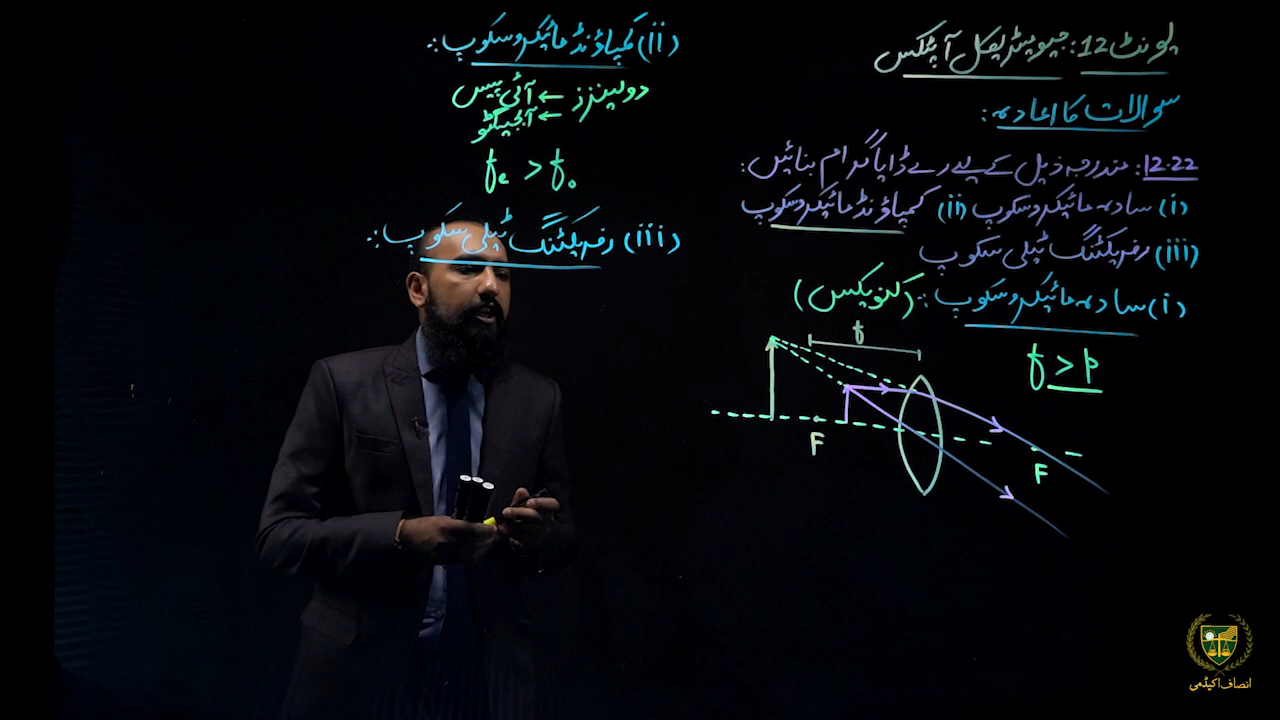 یونٹ 12: جیومیٹریکل آپٹکس
سوالات کا اعادہ:
12.22: مندرجہ ذیل کے لیے رے ڈایاگرام بنائیں:
(i) سادہ مائیکروسکوپ (ii) کمپاؤنڈ مائیکروسکوپ
(iii) رفریکٹنگ ٹیلی سکوپ
(i) سادہ مائیکروسکوپ: (کنویکس)
f > p
f
F
F
(ii) کمپاؤنڈ مائیکروسکوپ:
دو لینزز ← آئی پیس
← آبجیکٹو
fe > fo
(iii) رفریکٹنگ ٹیلی سکوپ:
انصاف اکیڈمی